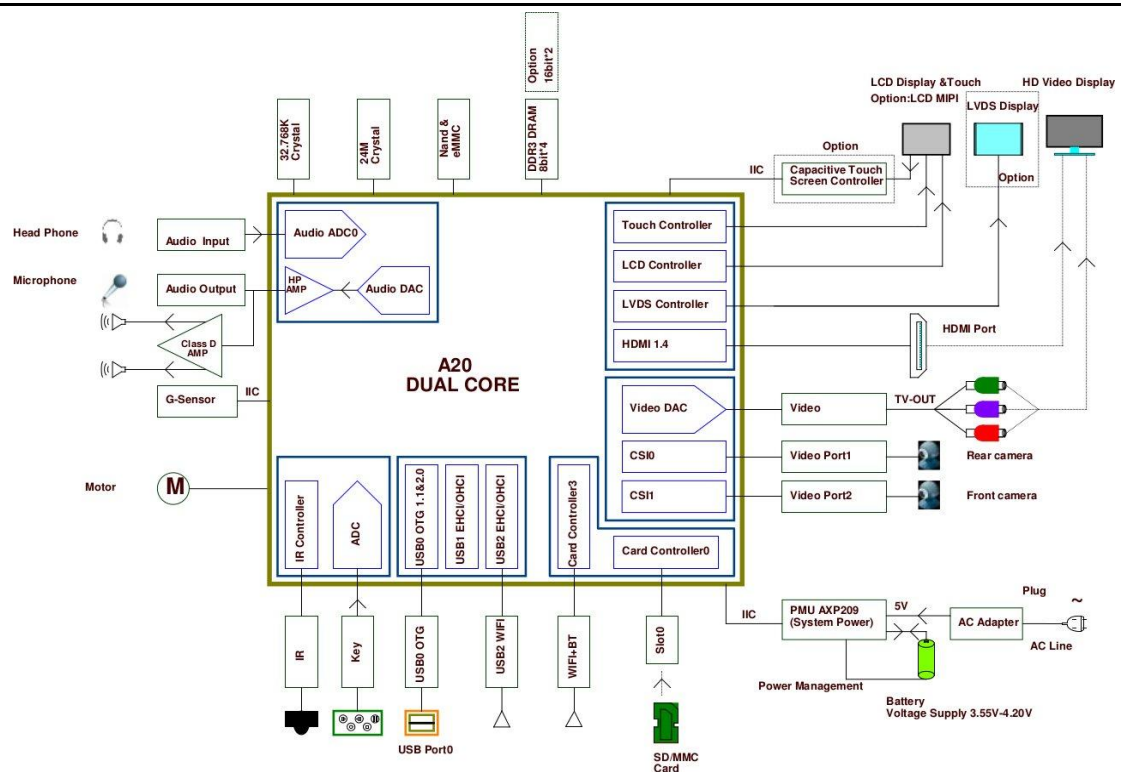 Option
16bit*2
32.768K
Crystal
24M
Crystal
Nand &
eMMC
DDR3 DRAM
8bit*4
LCD Display &Touch
Option:LCD MIPI
HD Video Display
LVDS Display
Option
Option
IIC
Capacitive Touch
Screen Controller
Head Phone
Audio Input
Audio ADC0
Touch Controller
Microphone
Audio Output
HP
AMP
Audio DAC
LCD Controller
LVDS Controller
Class D
AMP
HDMI 1.4
HDMI Port
A20
DUAL CORE
G-Sensor
IIC
Video DAC
Video
TV-OUT
CSI0
Video Port1
Rear camera
Motor
M
CSI1
Video Port2
Front camera
IR Controller
ADC
USB0 OTG 1.1&2.0
USB1 EHCI/OHCI
USB2 EHCI/OHCI
Card Controller3
Card Controller0
IIC
PMU AXP209
(System Power)
5V
AC Adapter
Plug
~
AC Line
IR
Key
USB0 OTG
USB2 WIFI
WIFI+BT
Slot0
Power Management
Battery
Voltage Supply 3.55V-4.20V
USB Port0
SD/MMC
Card